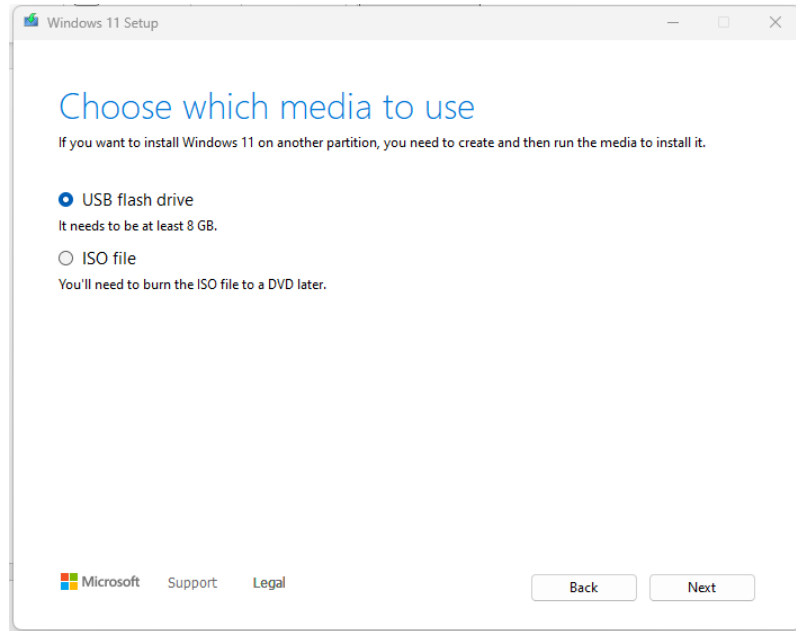 Windows 11 Setup
Choose which media to use
If you want to install Windows 11 on another partition, you need to create and then run the media to install it.
USB flash drive
It needs to be at least 8 GB.
ISO file
You'll need to burn the ISO file to a DVD later.
Microsoft Support Legal Back Next